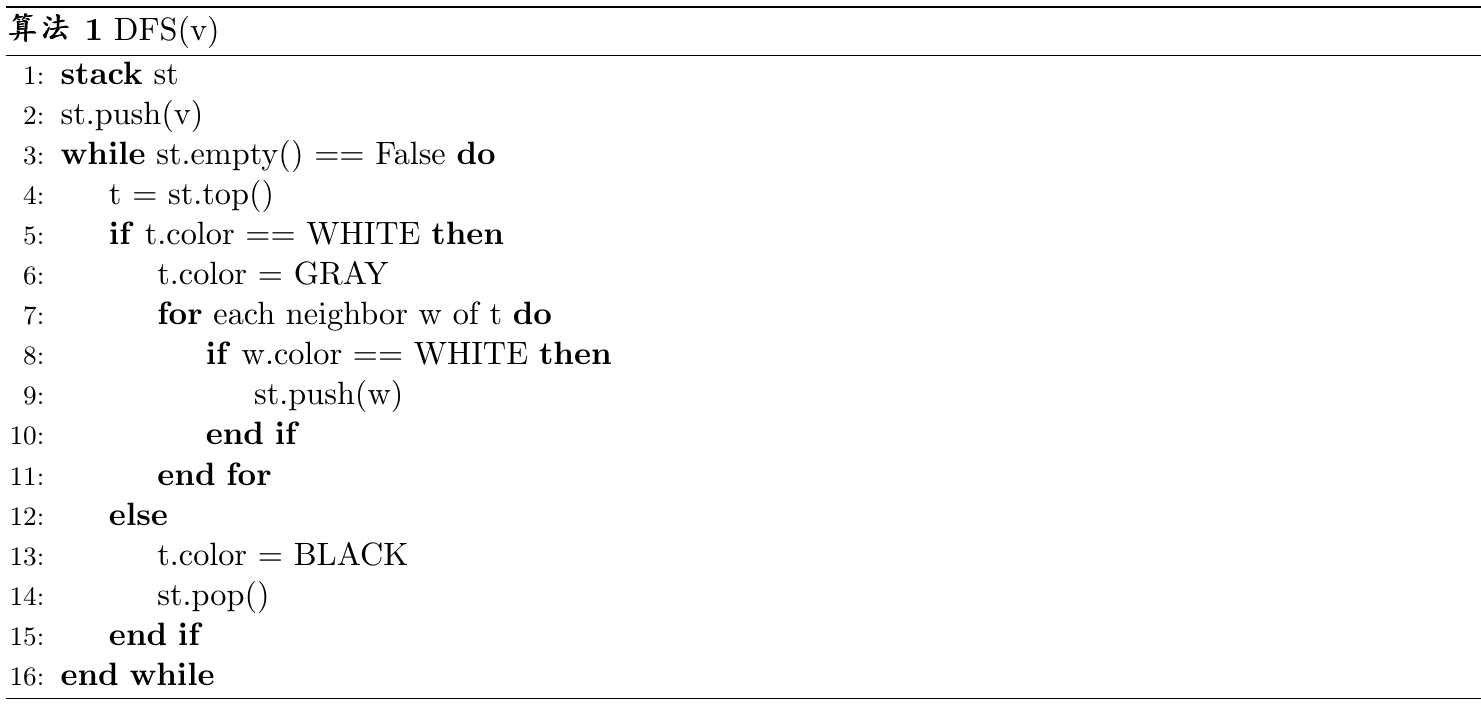 算法 1 DFS(v)
1: stack st
2: st.push(v)
3: while st.empty() == False do
4: t = st.top()
5: if t.color == WHITE then
6: t.color = GRAY
7: for each neighbor w of t do
8: if w.color == WHITE then
9: st.push(w)
10: end if
11: end for
12: else
13: t.color = BLACK
14: st.pop()
15: end if
16: end while